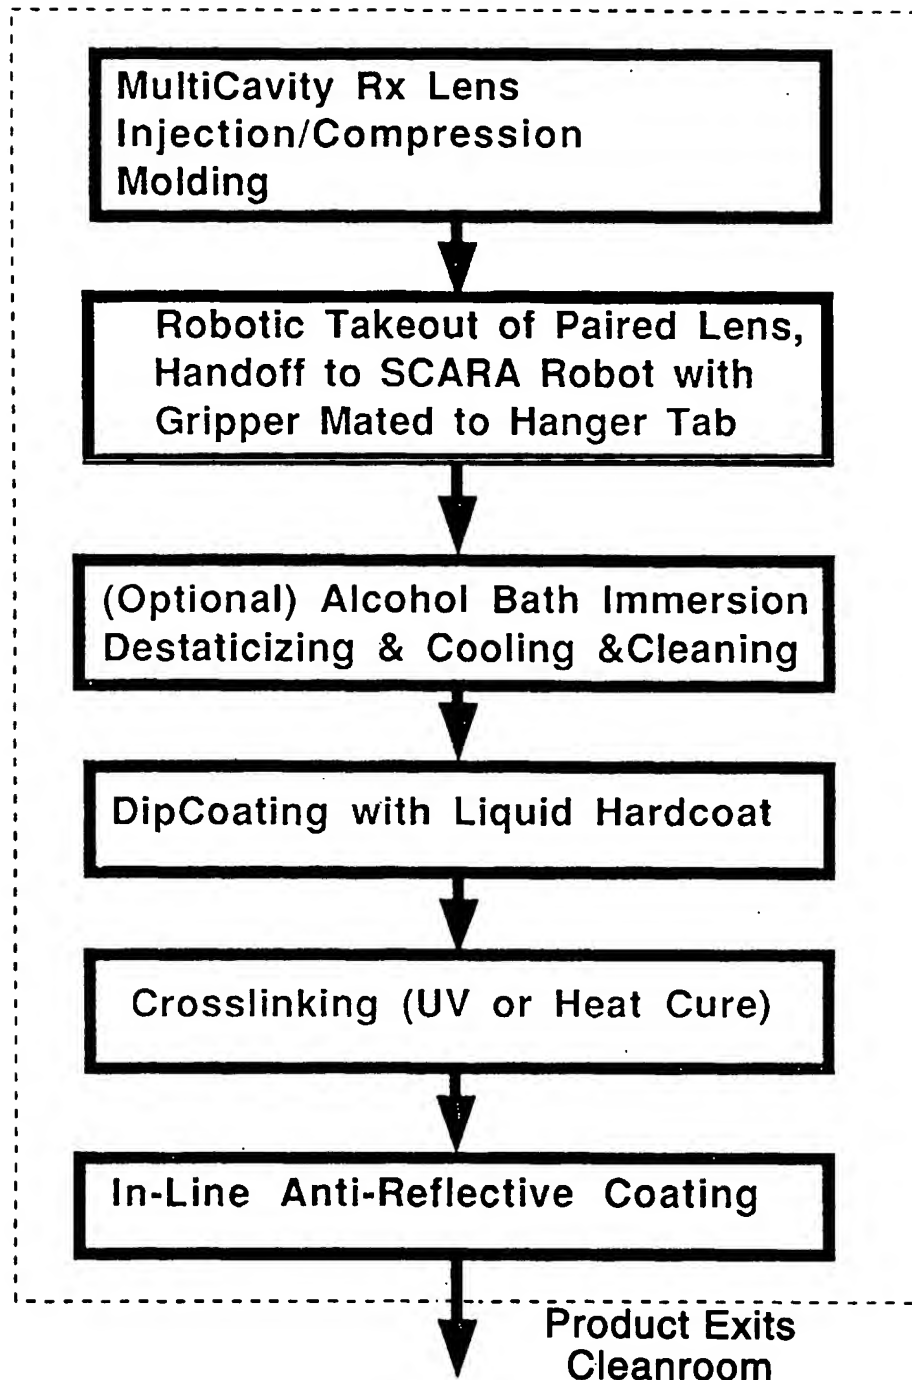 MultiCavity Rx Lens
Injection/Compression
Molding
Robotic Takeout of Paired Lens,
Handoff to SCARA Robot with
Gripper Mated to Hanger Tab
(Optional) Alcohol Bath Immersion
Destaticizing & Cooling &Cleaning
DipCoating with Liquid Hardcoat
Crosslinking (UV or Heat Cure)
In-Line Anti-Reflective Coating
Product Exits
Cleanroom